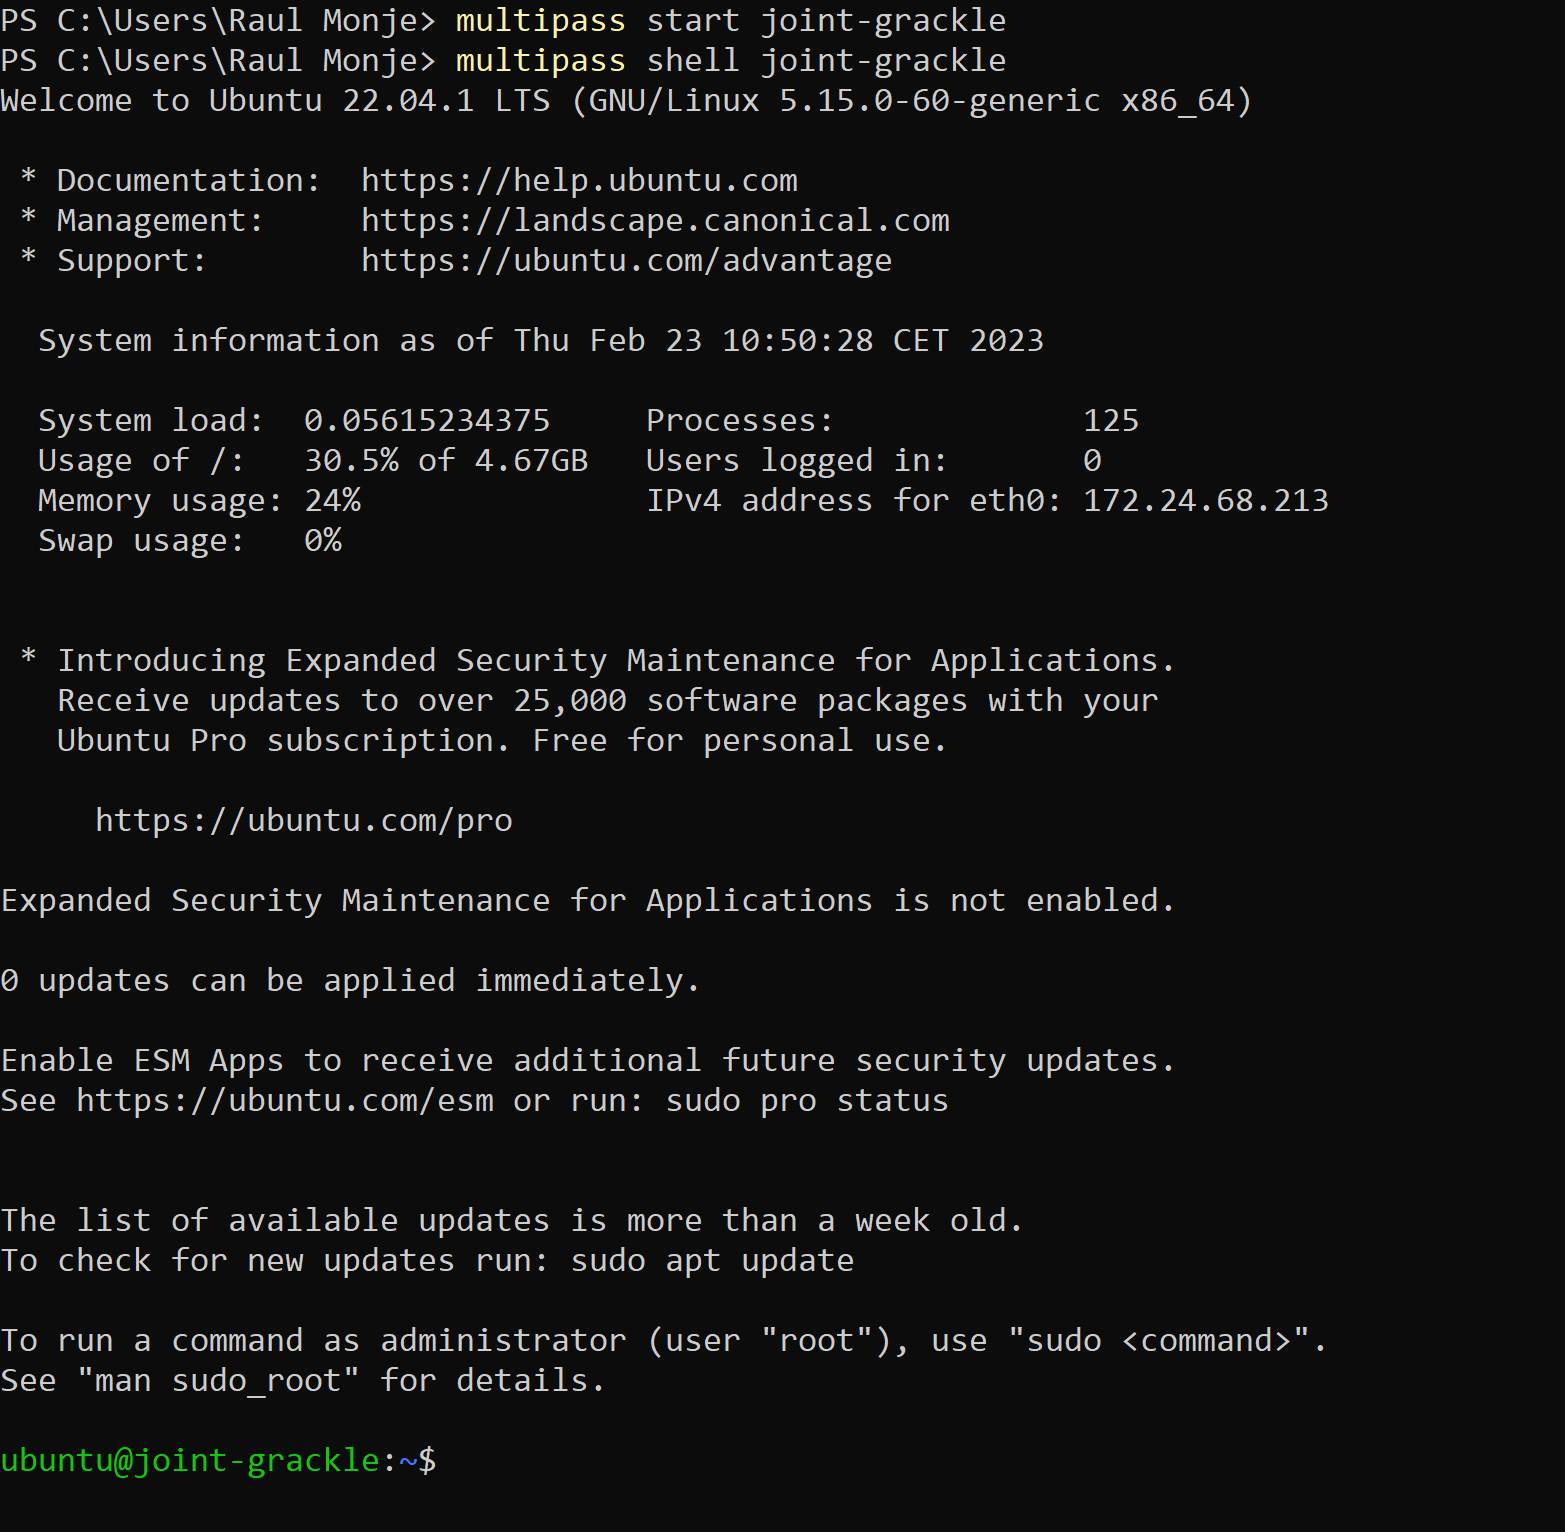 PS C:\Users\Raul Monje> multipass start joint-grackle
PS C:\Users\Raul Monje> multipass shell joint-grackle
Welcome to Ubuntu 22.04.1 LTS (GNU/Linux 5.15.0-60-generic x86_64)
 * Documentation:  https://help.ubuntu.com
 * Management:     https://landscape.canonical.com
 * Support:        https://ubuntu.com/advantage
  System information as of Thu Feb 23 10:50:28 CET 2023
  System load:  0.05615234375     Processes:             125
  Usage of /:   30.5% of 4.67GB   Users logged in:       0
  Memory usage: 24%               IPv4 address for eth0: 172.24.68.213
  Swap usage:   0%
 * Introducing Expanded Security Maintenance for Applications.
   Receive updates to over 25,000 software packages with your
   Ubuntu Pro subscription. Free for personal use.
     https://ubuntu.com/pro
Expanded Security Maintenance for Applications is not enabled.
0 updates can be applied immediately.
Enable ESM Apps to receive additional future security updates.
See https://ubuntu.com/esm or run: sudo pro status
The list of available updates is more than a week old.
To check for new updates run: sudo apt update
To run a command as administrator (user "root"), use "sudo <command>".
See "man sudo_root" for details.
ubuntu@joint-grackle:~$